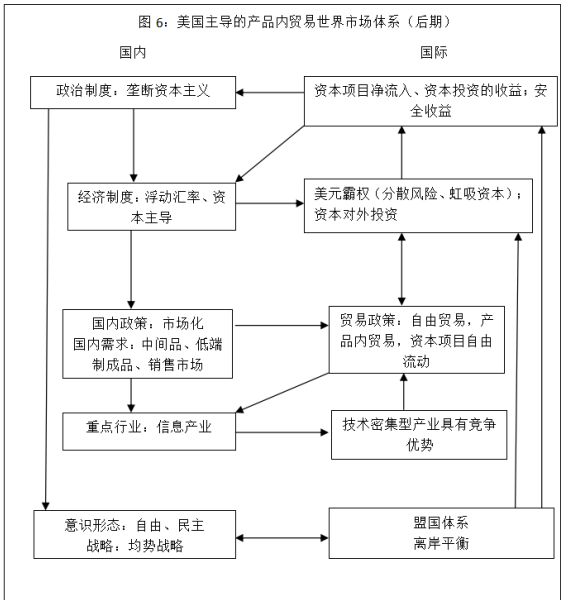 图 6：美国主导的产品内贸易世界市场体系（后期）
国内
国际
政治制度：垄断资本主义
资本项目净流入、资本投资的收益；安
全收益
经济制度：浮动汇率、资
本主导
美元霸权（分散风险、虹吸资本）；
资本对外投资
国内政策：市场化
国内需求：中间品、低端
制成品、销售市场
贸易政策：自由贸易，产
品内贸易，资本项目自由
流动
重点行业：信息产业
技术密集型产业具有竞争
优势
意识形态：自由、民主
战略：均势战略
盟国体系
离岸平衡